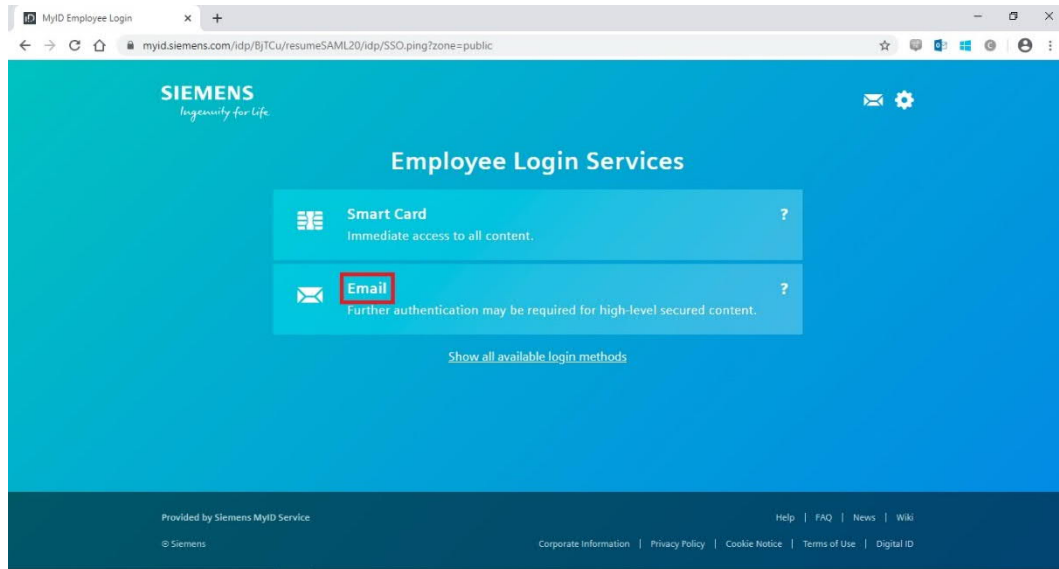 MyID Employee Login
myid.siemens.com/idp/BjTCu/resumeSAML20/idp/SSO.ping?zone=public
SIEMENS
Ingenuity for life
Employee Login Services
Smart Card
?
Immediate access to all content.
Email
?
Further authentication may be required for high-level secured content.
Show all available login methods
Provided by Siemens MyID Service
Help | FAQ | News | Wiki
© Siemens
Corporate Information | Privacy Policy | Cookie Notice | Terms of Use | Digital ID